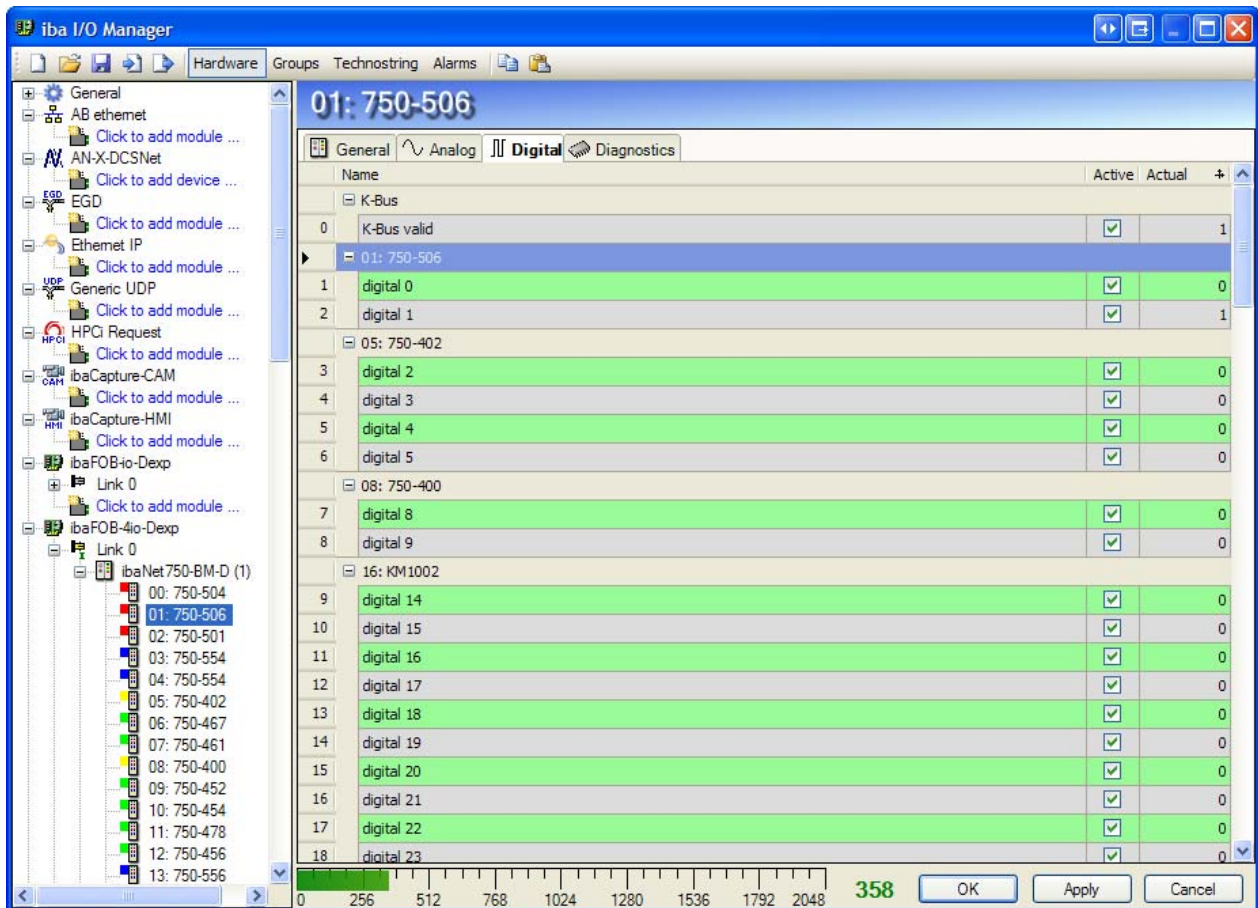 iba I/O Manager
Hardware Groups Technostring Alarms
General
AB ethernet
Click to add module ...
AN-X-DCSNet
Click to add device ...
EGD
EGD
Click to add module ...
Ethernet IP
Click to add module ...
UDP
Generic UDP
Click to add module ...
HPCi
HPCi Request
Click to add module ...
CAM
ibaCapture-CAM
Click to add module ...
HMI
ibaCapture-HMI
Click to add module ...
ibaFOB-io-Dexp
Link 0
Click to add module ...
ibaFOB-4io-Dexp
Link 0
ibaNet750-BM-D (1)
00: 750-504
01: 750-506
02: 750-501
03: 750-554
04: 750-554
05: 750-402
06: 750-467
07: 750-461
08: 750-400
09: 750-452
10: 750-454
11: 750-478
12: 750-456
13: 750-556
01: 750-506
General Analog Digital Diagnostics
Name Active Actual
K-Bus
0 K-Bus valid 1
01: 750-506
1 digital 0 0
2 digital 1 1
05: 750-402
3 digital 2 0
4 digital 3 0
5 digital 4 0
6 digital 5 0
08: 750-400
7 digital 8 0
8 digital 9 0
16: KM1002
9 digital 14 0
10 digital 15 0
11 digital 16 0
12 digital 17 0
13 digital 18 0
14 digital 19 0
15 digital 20 0
16 digital 21 0
17 digital 22 0
18 digital 23 0
0 256 512 768 1024 1280 1536 1792 2048
358 OK Apply Cancel